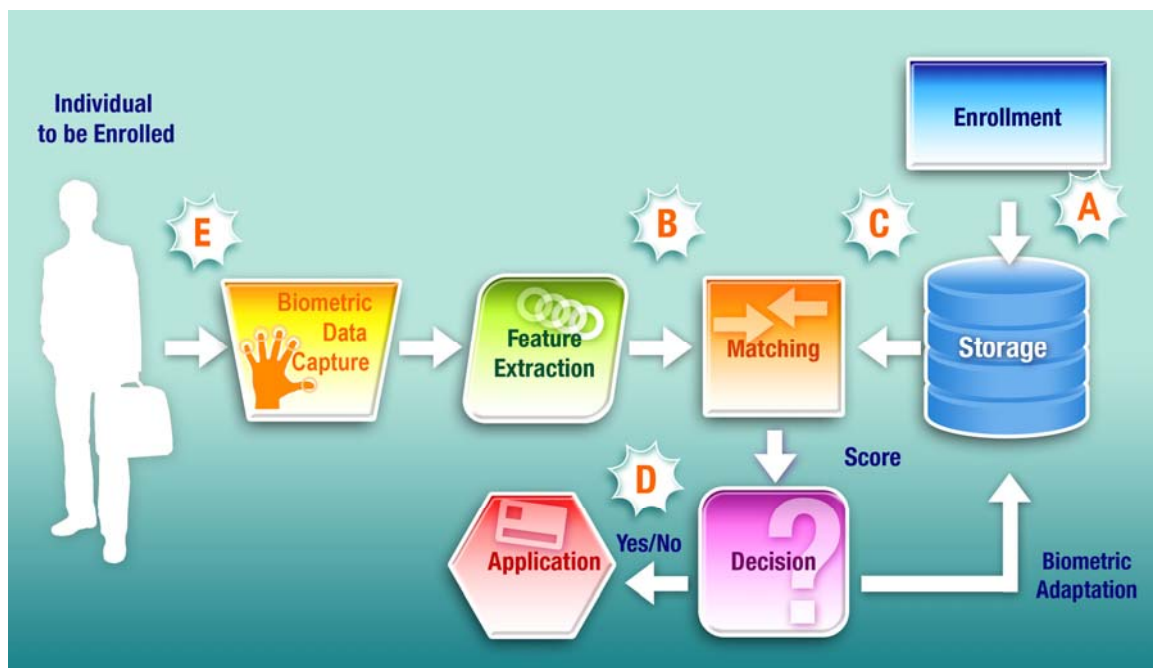 Individual
to be Enrolled
Enrollment
A
E
B
C
Biometric
Data
Capture
Feature
Extraction
Matching
Storage
Score
D
Application
Yes/No
Decision
Biometric
Adaptation